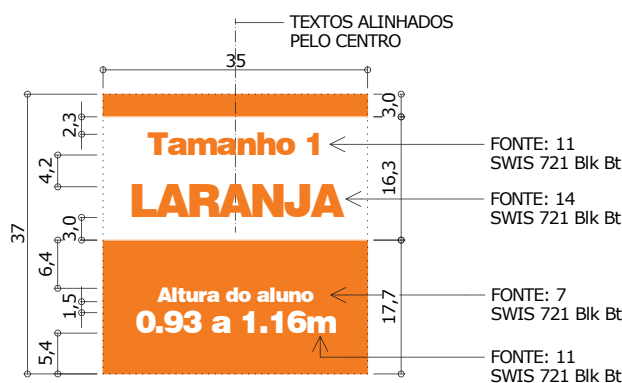 TEXTOS ALINHADOS
PELO CENTRO
35
3,0
2,3
Tamanho 1
FONTE: 11
SWIS 721 Blk Bt
4,2
16,3
LARANJA
FONTE: 14
SWIS 721 Blk Bt
3,0
37
6,4
Altura do aluno
FONTE: 7
SWIS 721 Blk Bt
1,5
17,7
0.93 a 1.16m
5,4
FONTE: 11
SWIS 721 Blk Bt